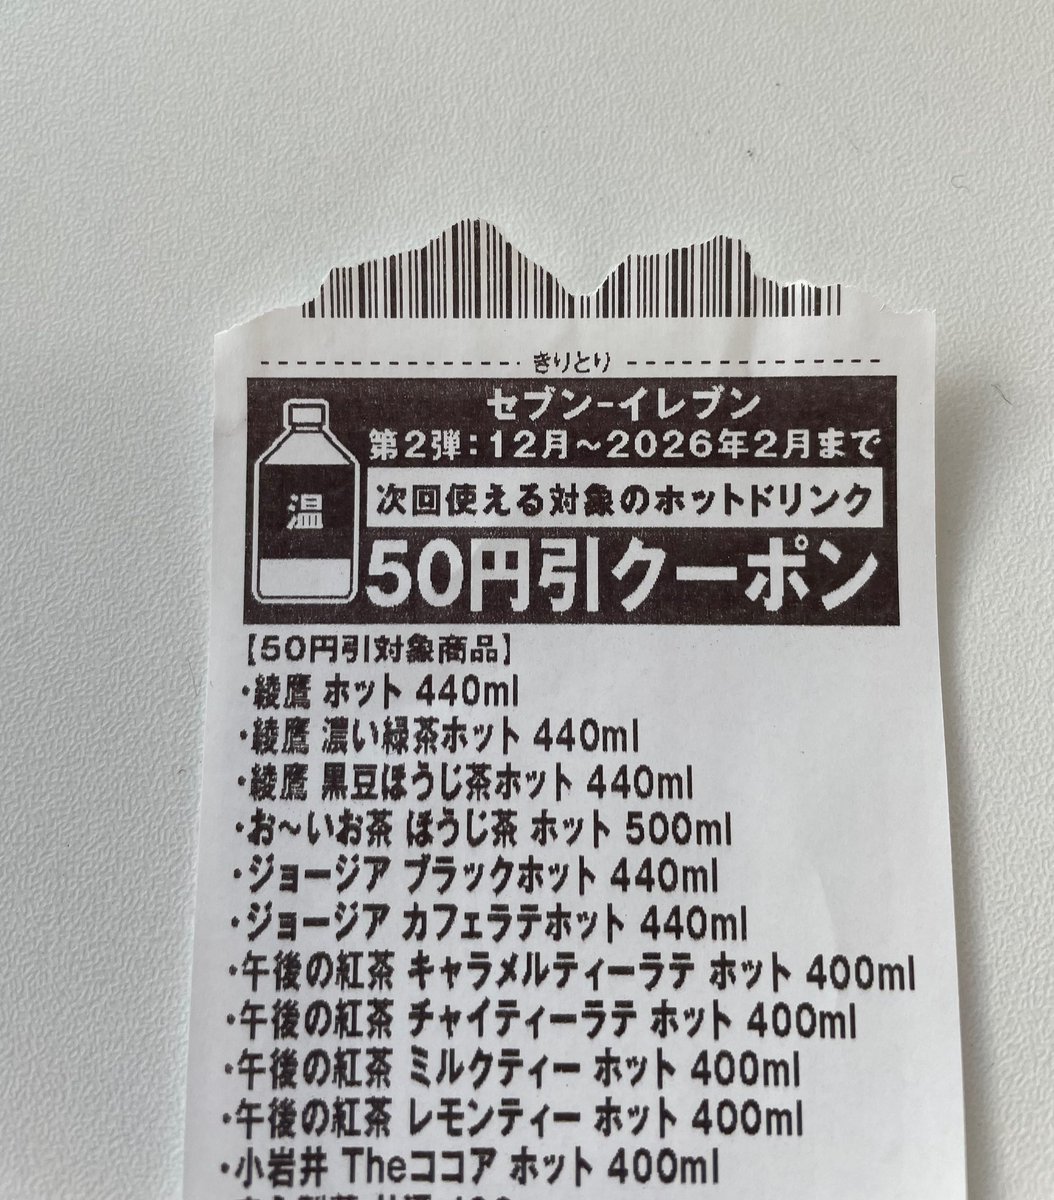 きりとり
セブン-イレブン
第2弾:12月~2026年2月まで
温
次回使える対象のホットドリンク
50円引クーポン
【50円引対象商品】
・綾鷹 ホット 440ml
・綾鷹 濃い緑茶ホット 440ml
・綾鷹 黒豆ほうじ茶ホット 440ml
・お~いお茶 ほうじ茶 ホット 500ml
・ジョージア ブラックホット 440ml
・ジョージア カフェラテホット 440ml
・午後の紅茶 キャラメルティーラテ ホット 400ml
・午後の紅茶 チャイティーラテ ホット 400ml
・午後の紅茶 ミルクティー ホット 400ml
・午後の紅茶 レモンティー ホット 400ml
・小岩井 Theココア ホット 400ml